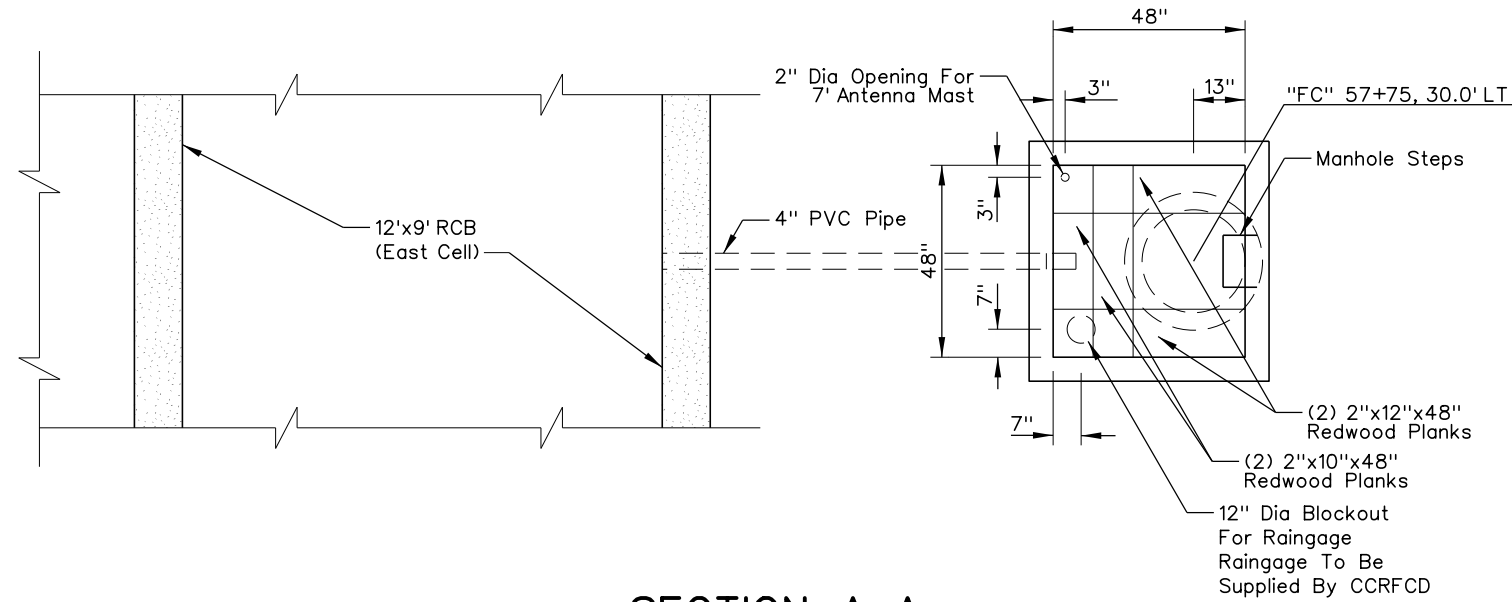 48"
2" Dia Opening For
7' Antenna Mast
3"
13"
"FC" 57+75, 30.0' LT
Manhole Steps
3"
12'x9' RCB
(East Cell)
4" PVC Pipe
48"
7"
7"
(2) 2"x12"x48"
Redwood Planks
(2) 2"x10"x48"
Redwood Planks
12" Dia Blockout
For Raingage
Raingage To Be
Supplied By CCRFCD